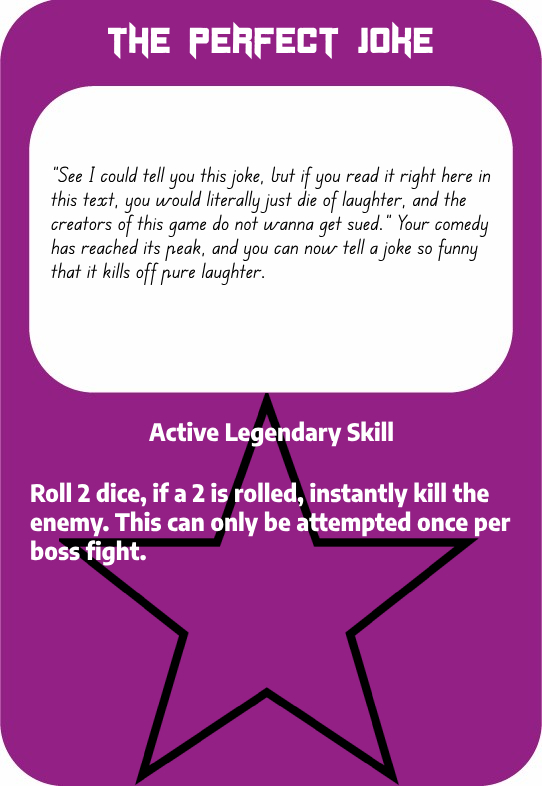 THE PERFECT JOKE
"See I could tell you this joke, but if you read it right here in
this text, you would literally just die of laughter, and the
creators of this game do not wanna get sued." Your comedy
has reached its peak, and you can now tell a joke so funny
that it kills off pure laughter.
Active Legendary Skill
Roll 2 dice, if a 2 is rolled, instantly kill the
enemy. This can only be attempted once per
boss fight.